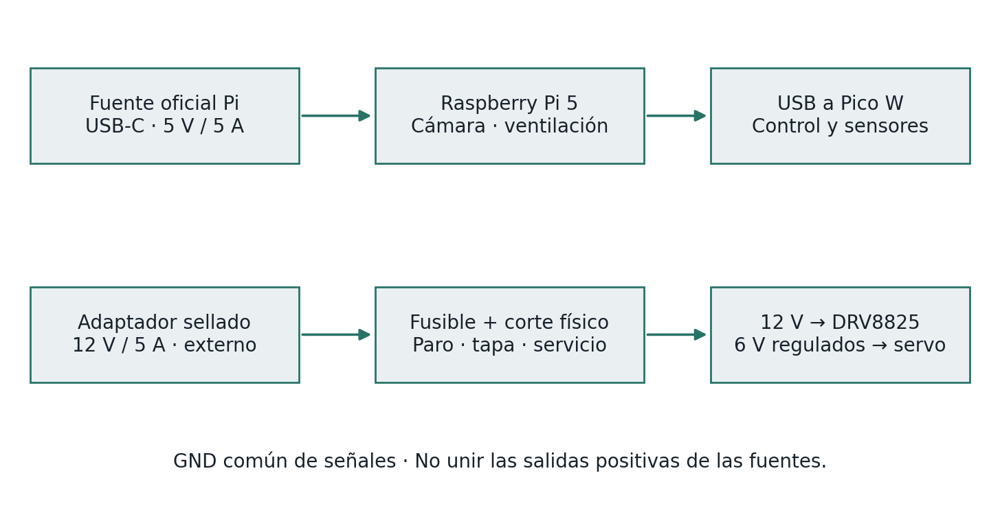 Fuente oficial Pi
USB-C · 5 V / 5 A
Raspberry Pi 5
Cámara · ventilación
USB a Pico W
Control y sensores
Adaptador sellado
12 V / 5 A · externo
Fusible + corte físico
Paro · tapa · servicio
12 V → DRV8825
6 V regulados → servo
GND común de señales · No unir las salidas positivas de las fuentes.